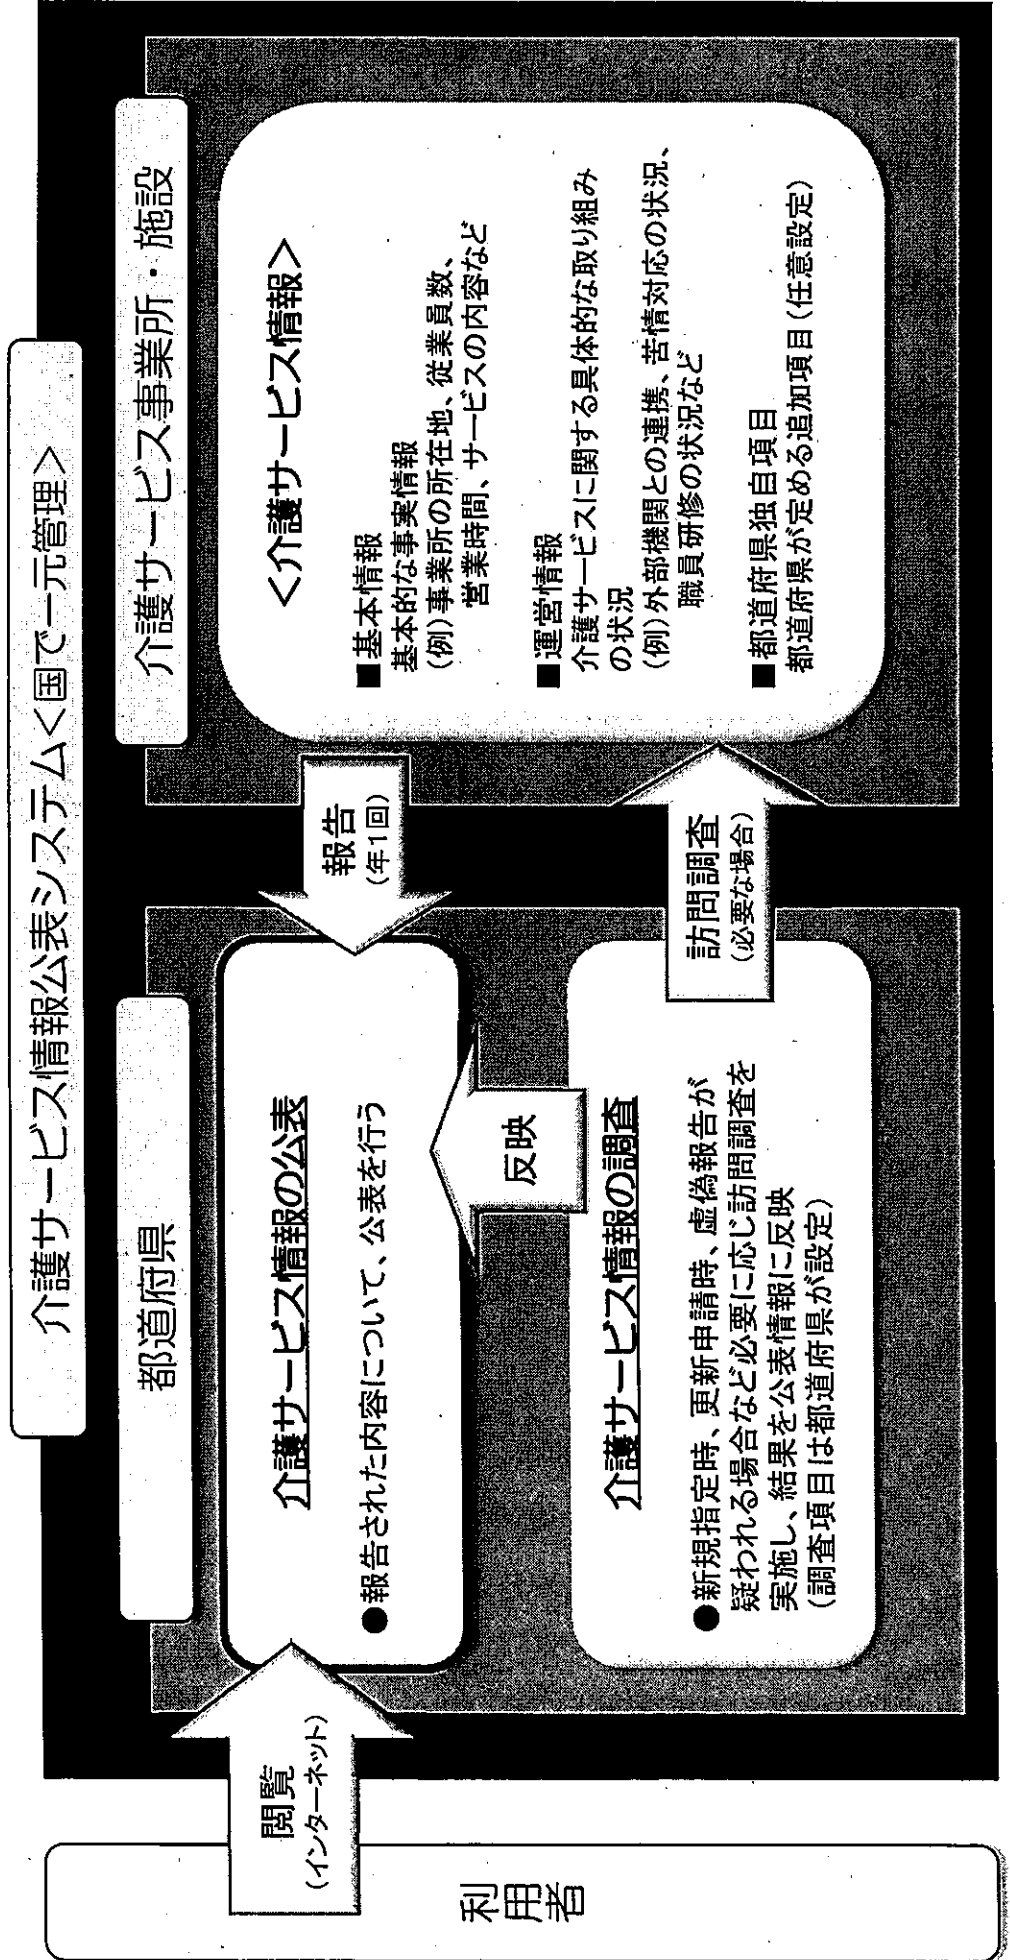 介護サービス情報公表システム＜国で一元管理＞
利用者
閲覧
(インターネット)
都道府県
介護サービス情報の公表
●報告された内容について、公表を行う
反映
介護サービス情報の調査
●新規指定時、更新申請時、虚偽報告が
疑われる場合など必要に応じ訪問調査を
実施し、結果を公表情報に反映
(調査項目は都道府県が設定)
報告
(年1回)
訪問調査
(必要な場合)
介護サービス事業所・施設
＜介護サービス情報＞
■基本情報
基本的な事実情報
(例)事業所の所在地、従業員数、
営業時間、サービスの内容など
■運営情報
介護サービスに関する具体的な取り組み
の状況
(例)外部機関との連携、苦情対応の状況、
職員研修の状況など
■都道府県独自項目
都道府県が定める追加項目(任意設定)